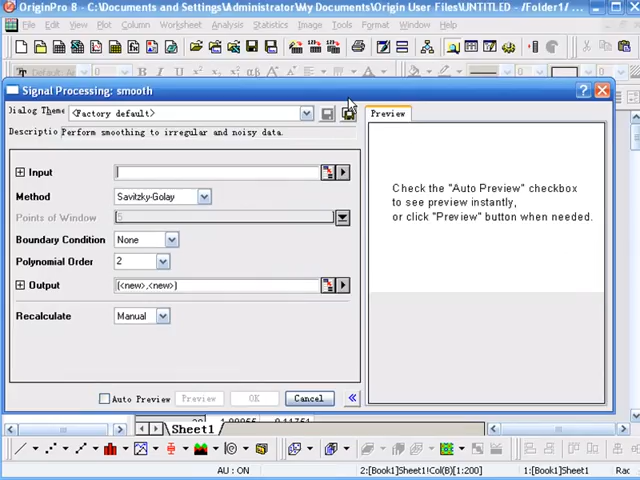 OriginPro 8 - C:\Documents and Settings\Administrator\My Documents\Origin User Files\UNTITLED - /Folder1/
File Edit View Plot Column Worksheet Analysis Statistics Image Tools Format Window Help
Signal Processing: smooth
Dialog Theme <Factory default>
Descriptio Perform smoothing to irregular and noisy data.
Preview
Input
Method Savitzky-Golay
Points of Window 5
Boundary Condition None
Polynomial Order 2
Output [<new>,<new>]
Recalculate Manual
Check the "Auto Preview" checkbox
to see preview instantly,
or click "Preview" button when needed.
Auto Preview Preview OK Cancel
Sheet1
AU : ON 2:[Book1]Sheet1!Col(B)[1:200] 1:[Book1]Sheet1! Rac